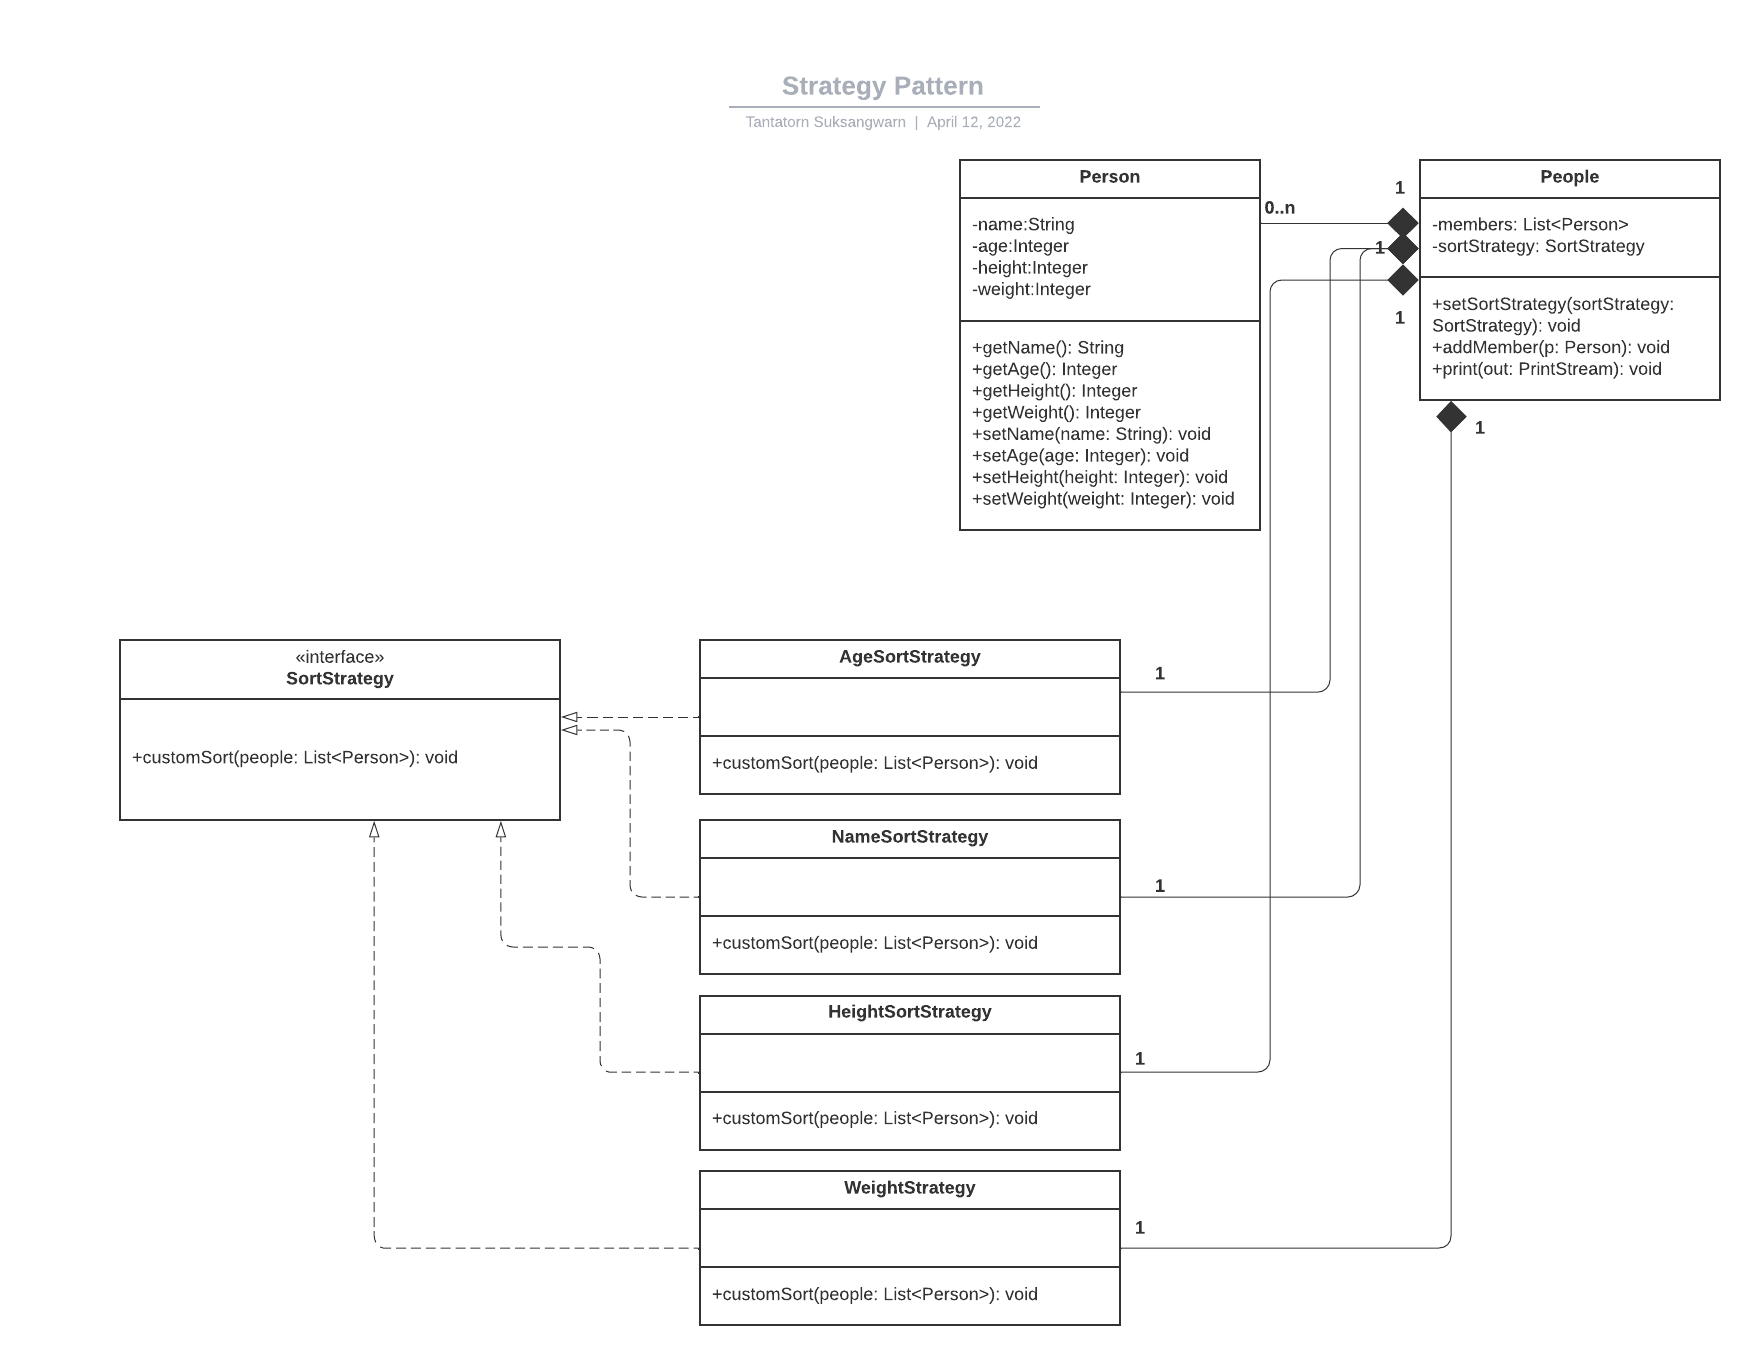 Strategy Pattern
Tantatorn Suksangwarn | April 12, 2022
Person
-name:String
-age:Integer
-height:Integer
-weight:Integer
+getName(): String
+getAge(): Integer
+getHeight(): Integer
+getWeight(): Integer
+setName(name: String): void
+setAge(age: Integer): void
+setHeight(height: Integer): void
+setWeight(weight: Integer): void
0..n
1
1
1
People
-members: List<Person>
-sortStrategy: SortStrategy
+setSortStrategy(sortStrategy:
SortStrategy): void
+addMember(p: Person): void
+print(out: PrintStream): void
1
«interface»
SortStrategy
+customSort(people: List<Person>): void
AgeSortStrategy
+customSort(people: List<Person>): void
1
NameSortStrategy
+customSort(people: List<Person>): void
1
HeightSortStrategy
+customSort(people: List<Person>): void
1
WeightStrategy
+customSort(people: List<Person>): void
1